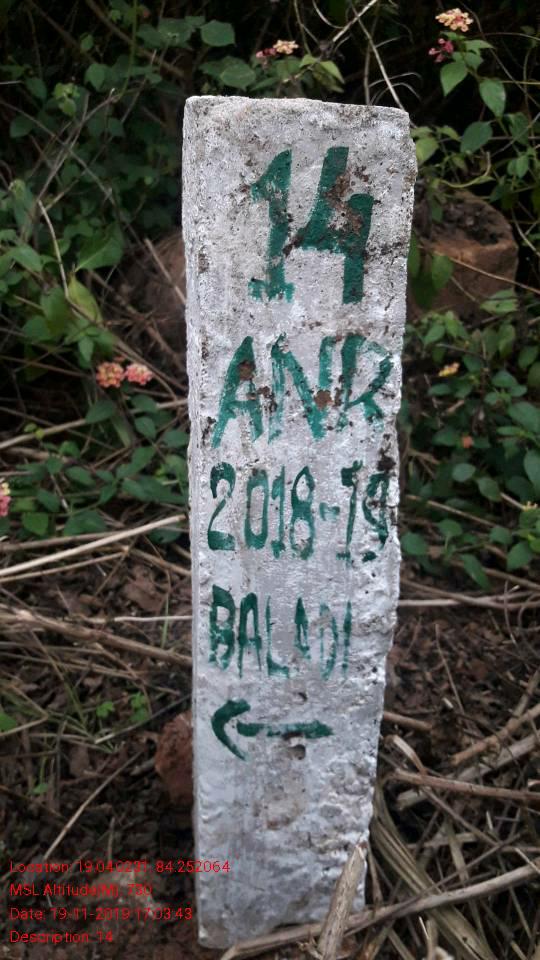 14
ANR
2018-19
BALADI
←
Location: 19.049231, 84.252064
MSL Altitude(M): 730
Date: 19-11-2019 17:03:43
Description: 14